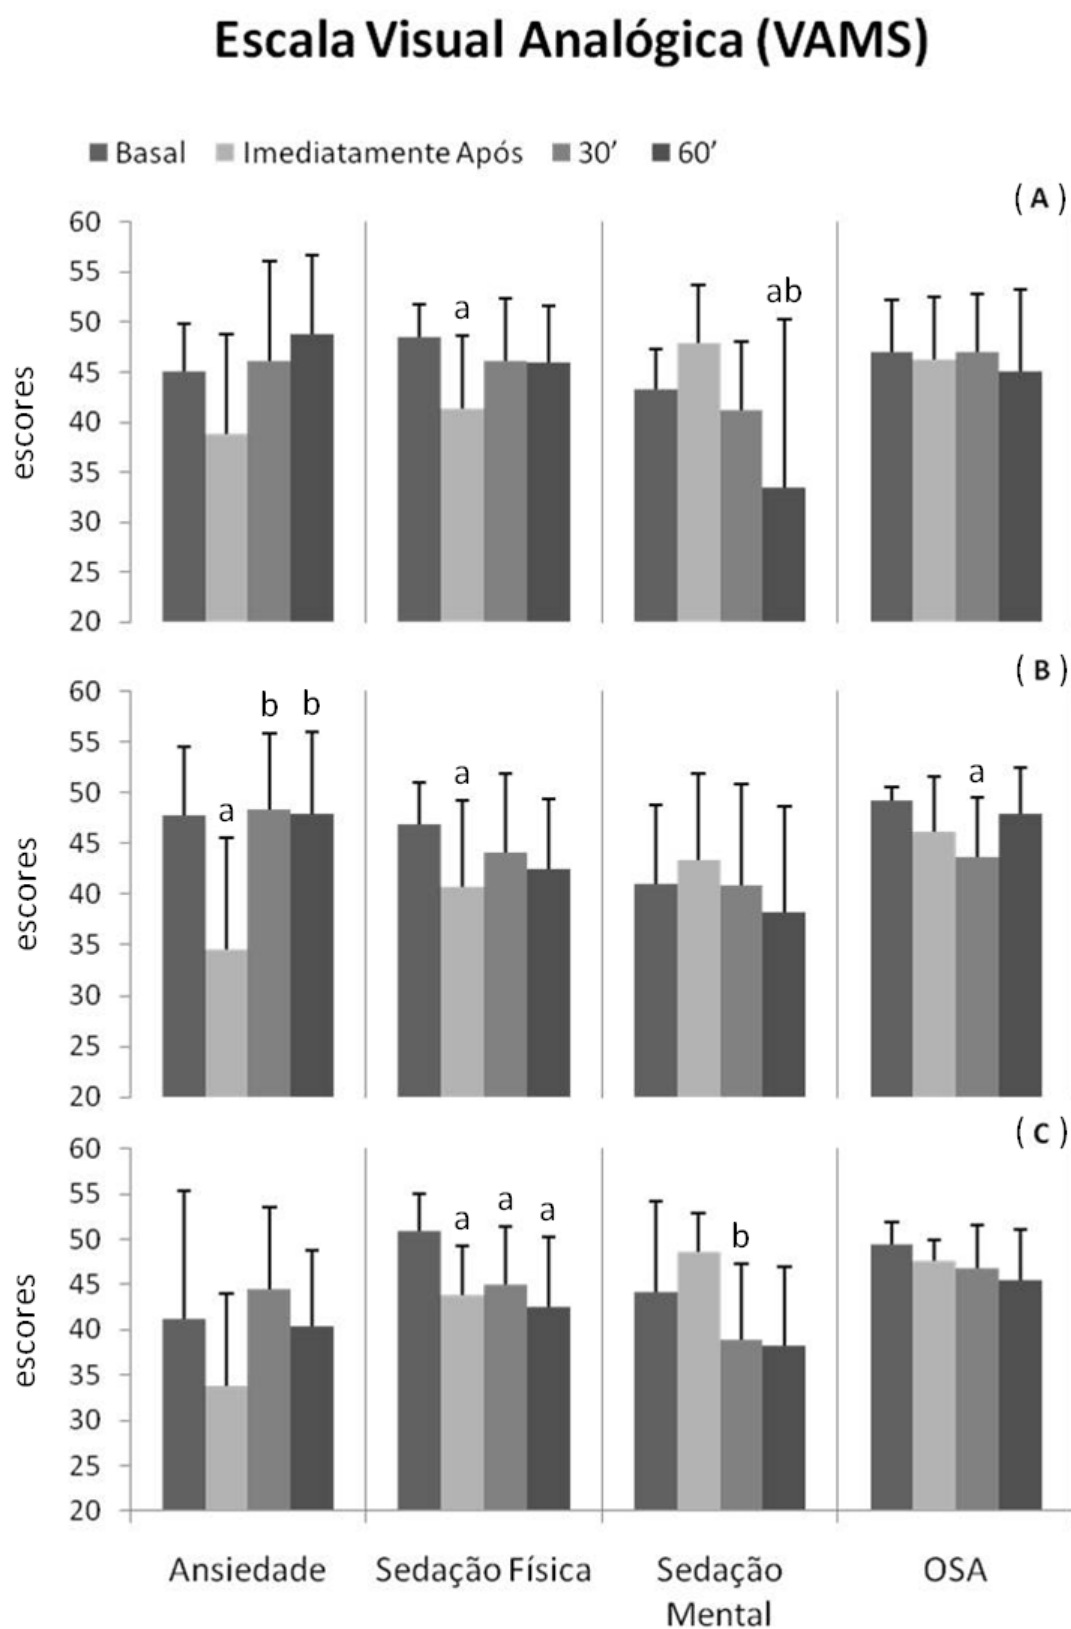 Escala Visual Analógica (VAMS)
Basal Imediatamente Após 30’ 60’
( A )
60
55
50
45
40
35
30
25
20
escores
a
ab
( B )
60
55
50
45
40
35
30
25
20
escores
a
b
b
a
a
( C )
60
55
50
45
40
35
30
25
20
escores
a
a
a
b
Ansiedade
Sedação Física
Sedação
Mental
OSA